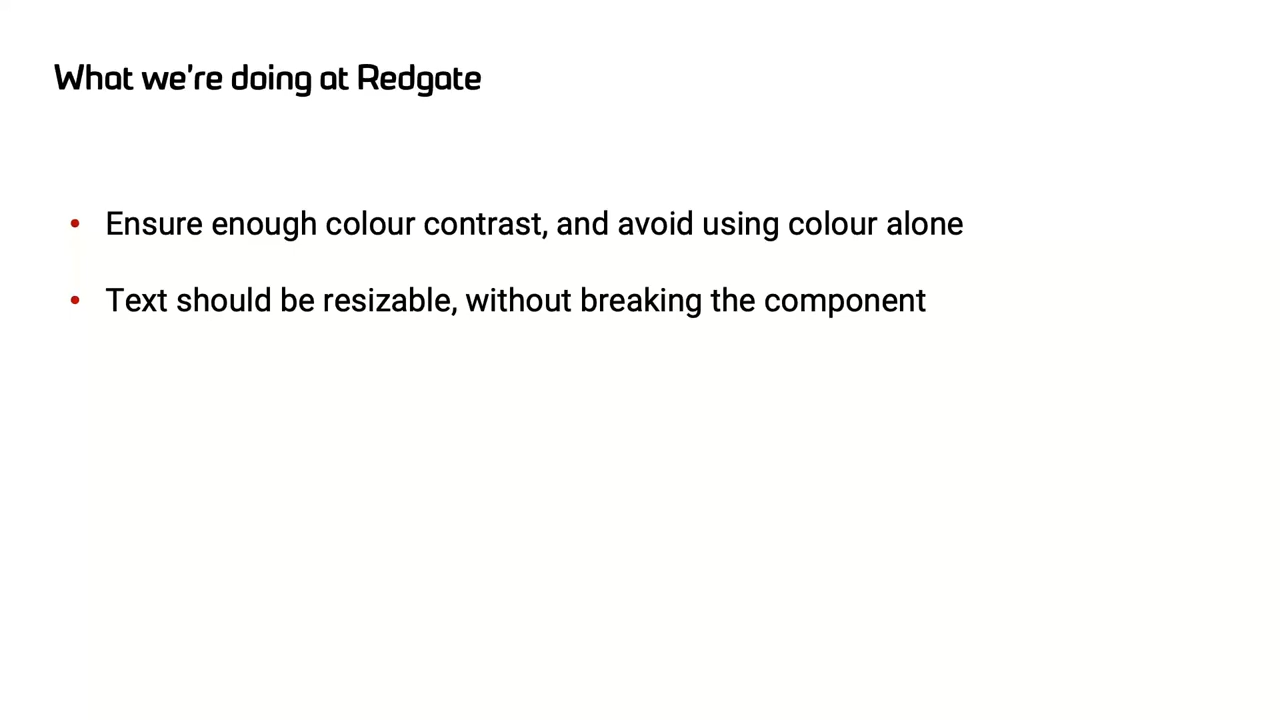 What we're doing at Redgate
• Ensure enough colour contrast, and avoid using colour alone
• Text should be resizable, without breaking the component